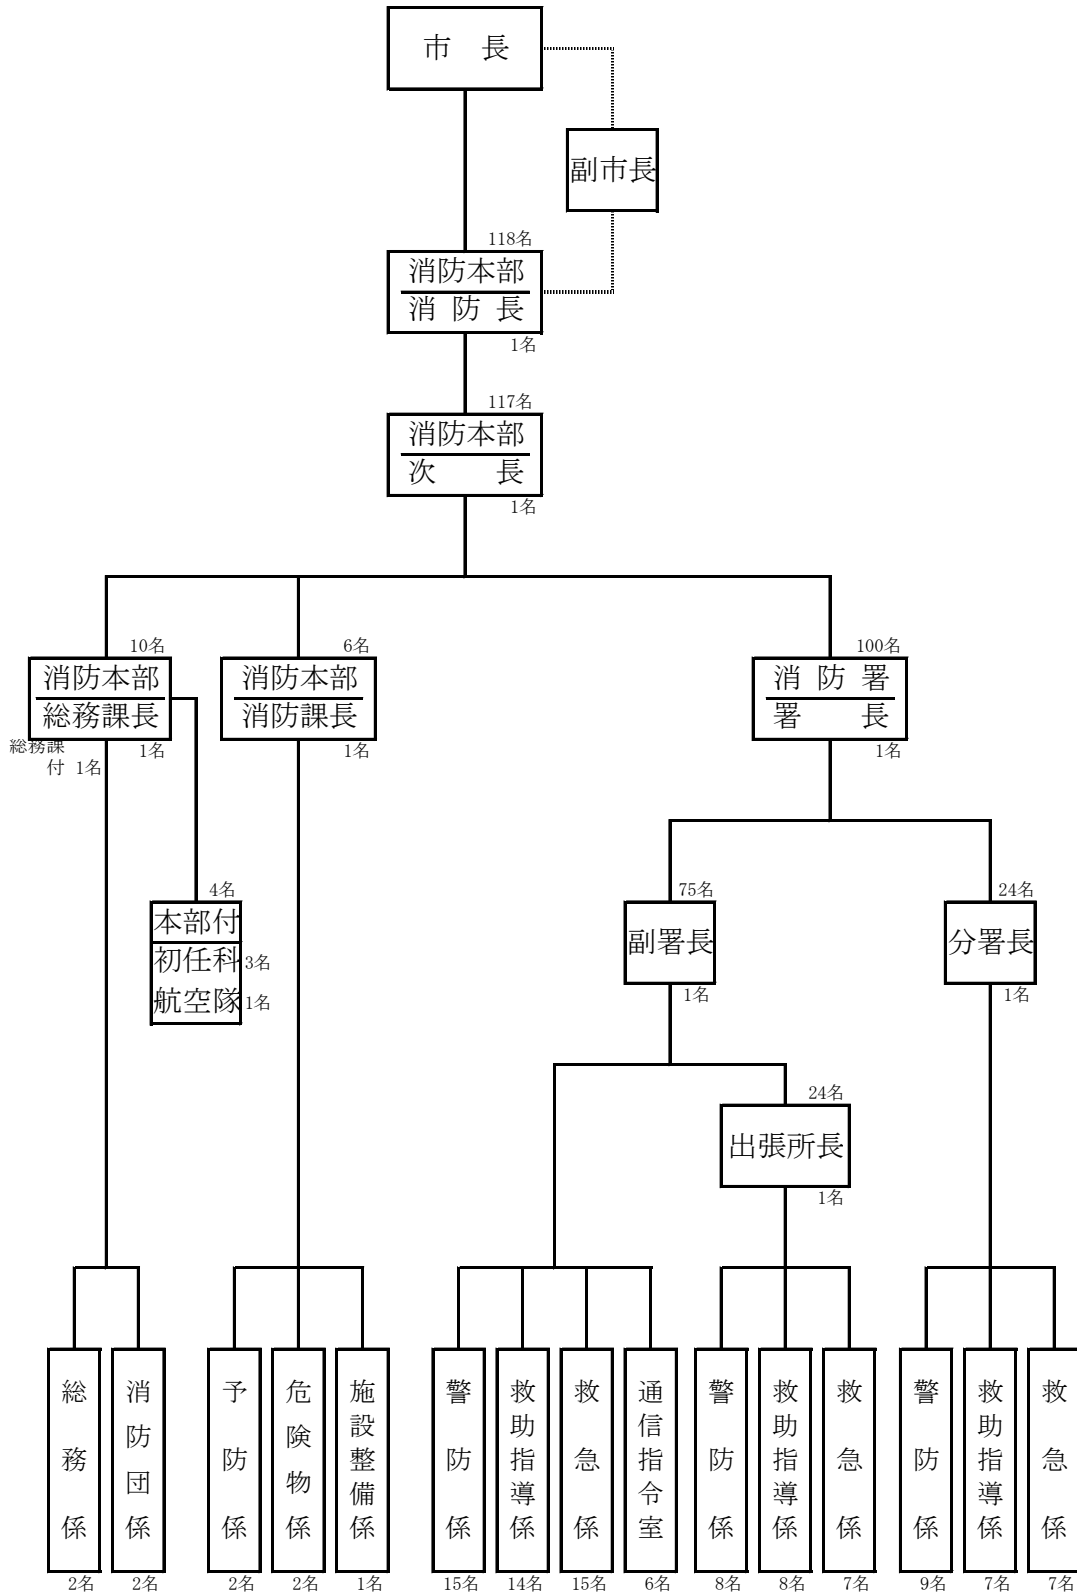 市　長
副市長
118名
消防本部
消 防 長
1名
117名
消防本部
次　　長
1名
10名
消防本部
総務課長
1名
総務課
付 1名
6名
消防本部
消防課長
1名
100名
消 防 署
署　　長
1名
4名
本部付
初任科 3名
航空隊 1名
75名
副署長
1名
24名
分署長
1名
24名
出張所長
1名
総務係
2名
消防団係
2名
予防係
2名
危険物係
2名
施設整備係
1名
警防係
15名
救助指導係
14名
救急係
15名
通信指令室
6名
警防係
8名
救助指導係
8名
救急係
7名
警防係
9名
救助指導係
7名
救急係
7名